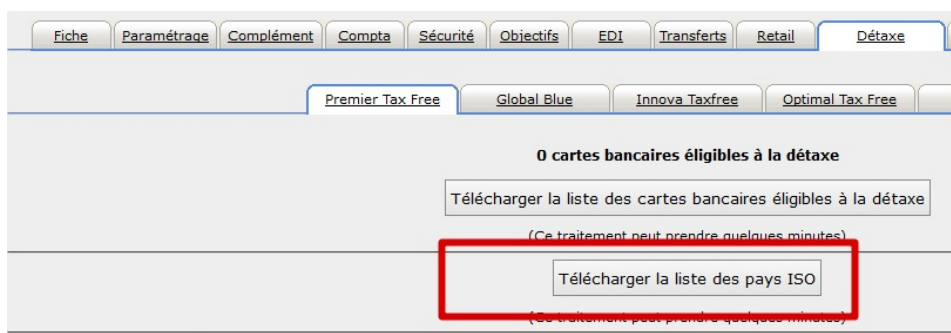 Fiche Paramétrage Complément Compta Sécurité Objectifs EDI Transferts Retail Détaxe
Premier Tax Free Global Blue Innova Taxfree Optimal Tax Free
0 cartes bancaires éligibles à la détaxe
Télécharger la liste des cartes bancaires éligibles à la détaxe
(Ce traitement peut prendre quelques minutes)
Télécharger la liste des pays ISO
(Ce traitement peut prendre quelques minutes)